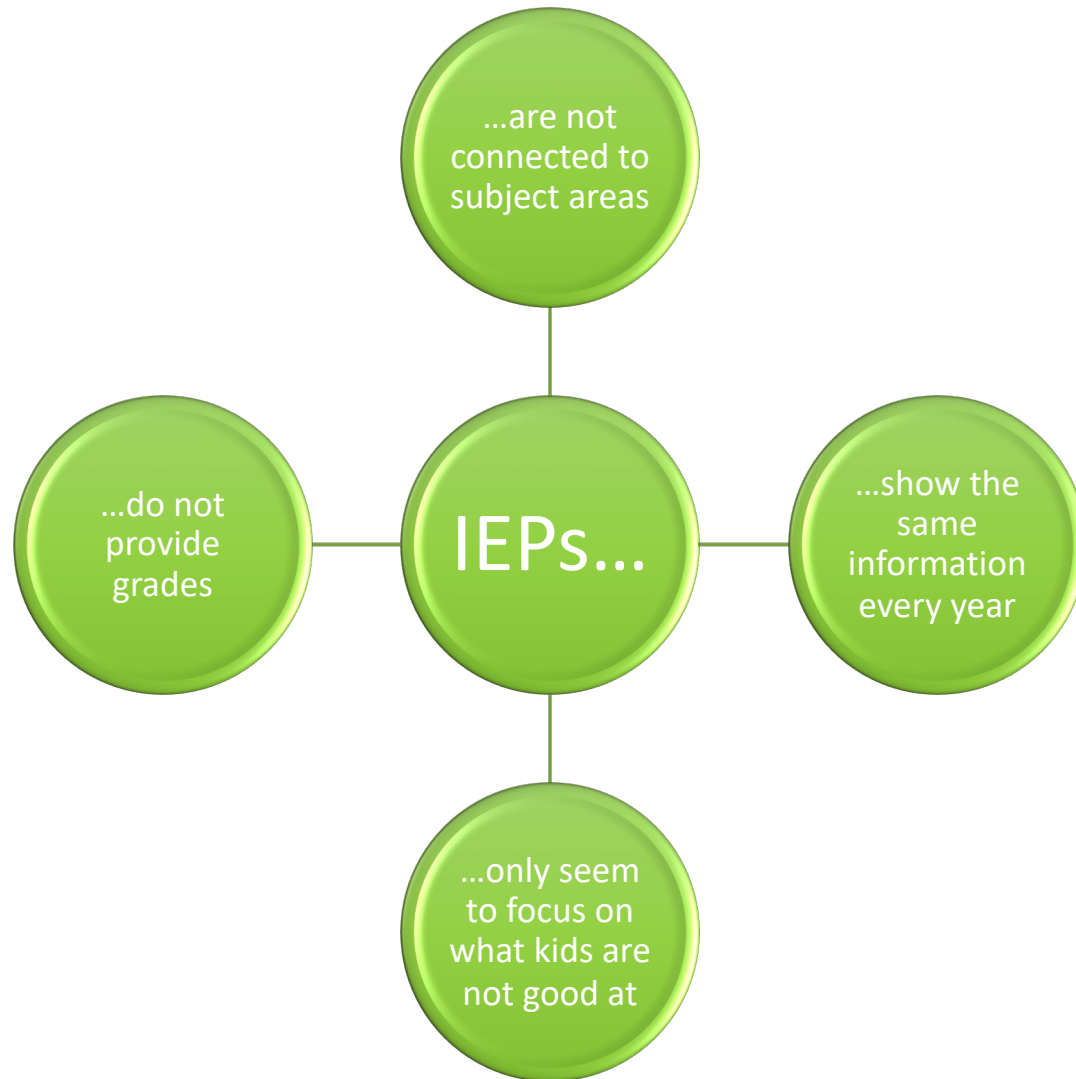 ...are not
connected to
subject areas
...do not
provide
grades
IEPs...
...show the
same
information
every year
...only seem
to focus on
what kids are
not good at